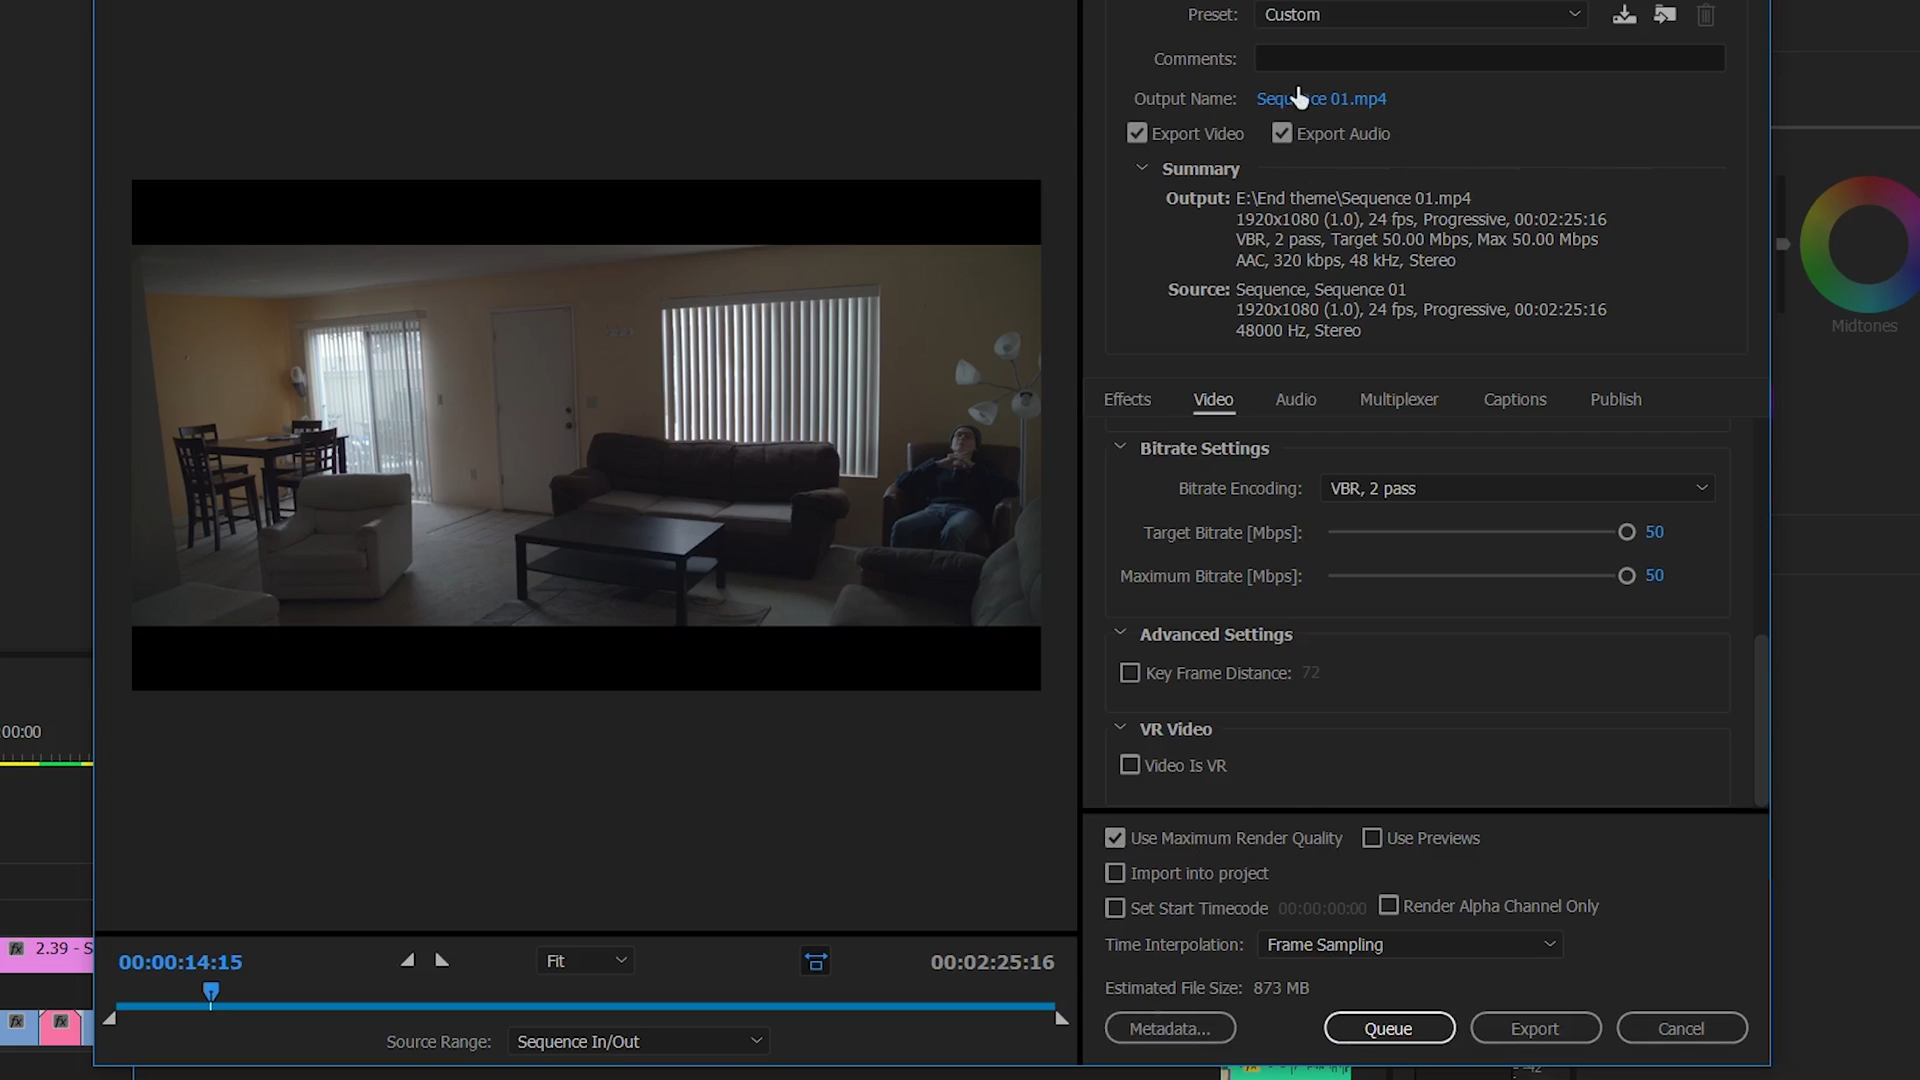 Preset: Custom
Comments:
Output Name: Sequence 01.mp4
Export Video Export Audio
Summary
Output: E:\End theme\Sequence 01.mp4
1920x1080 (1.0), 24 fps, Progressive, 00:02:25:16
VBR, 2 pass, Target 50.00 Mbps, Max 50.00 Mbps
AAC, 320 kbps, 48 kHz, Stereo
Source: Sequence, Sequence 01
1920x1080 (1.0), 24 fps, Progressive, 00:02:25:16
48000 Hz, Stereo
Midtones
Effects Video Audio Multiplexer Captions Publish
Bitrate Settings
Bitrate Encoding: VBR, 2 pass
Target Bitrate [Mbps]: 50
Maximum Bitrate [Mbps]: 50
Advanced Settings
Key Frame Distance: 72
VR Video
Video Is VR
Use Maximum Render Quality Use Previews
Import into project
Set Start Timecode 00:00:00:00 Render Alpha Channel Only
Time Interpolation: Frame Sampling
Estimated File Size: 873 MB
Metadata... Queue Export Cancel
:00:00
fx 2.39 - S
fx fx
00:00:14:15 Fit 00:02:25:16
Source Range: Sequence In/Out
fx
-42